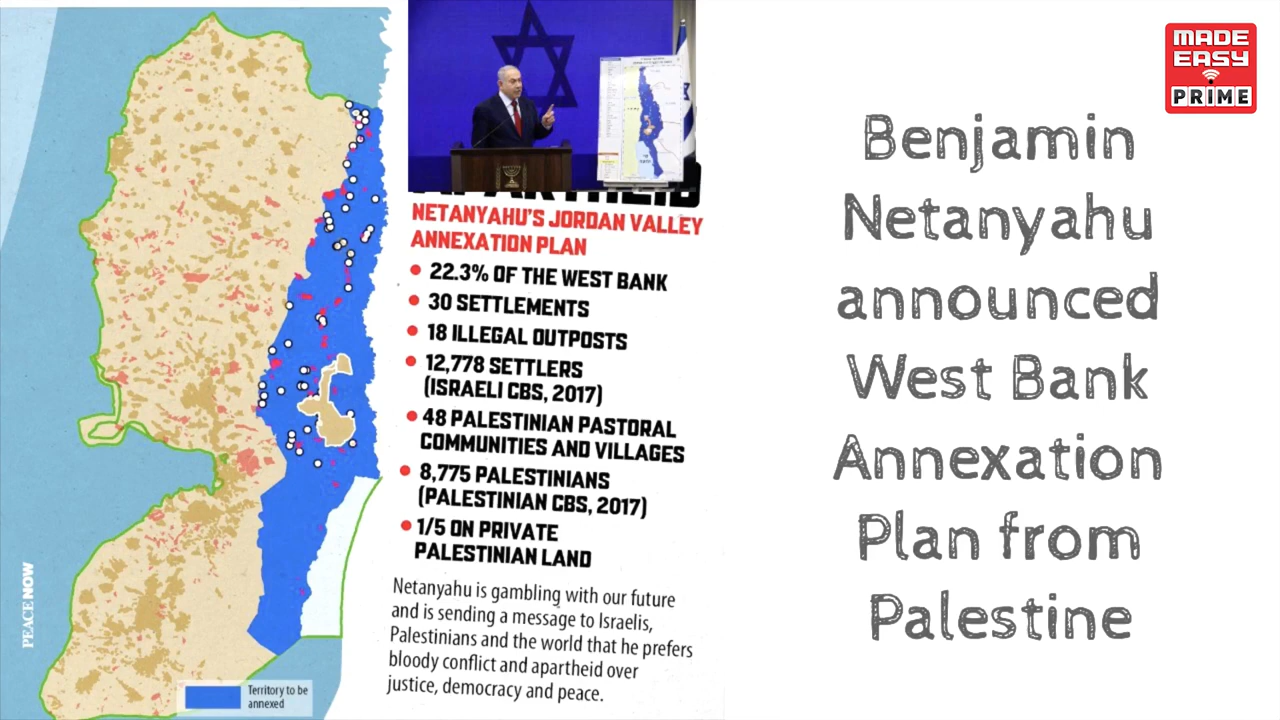 NETANYAHU'S JORDAN VALLEY
ANNEXATION PLAN
22.3% OF THE WEST BANK
30 SETTLEMENTS
18 ILLEGAL OUTPOSTS
12,778 SETTLERS
(ISRAELI CBS, 2017)
48 PALESTINIAN PASTORAL
COMMUNITIES AND VILLAGES
8,775 PALESTINIANS
(PALESTINIAN CBS, 2017)
1/5 ON PRIVATE
PALESTINIAN LAND
Netanyahu is gambling with our future
and is sending a message to Israelis,
Palestinians and the world that he prefers
bloody conflict and apartheid over
justice, democracy and peace.
PEACE NOW
Territory to be
annexed
MADE
EASY
PRIME
Benjamin
Netanyahu
announced
West Bank
Annexation
Plan from
Palestine